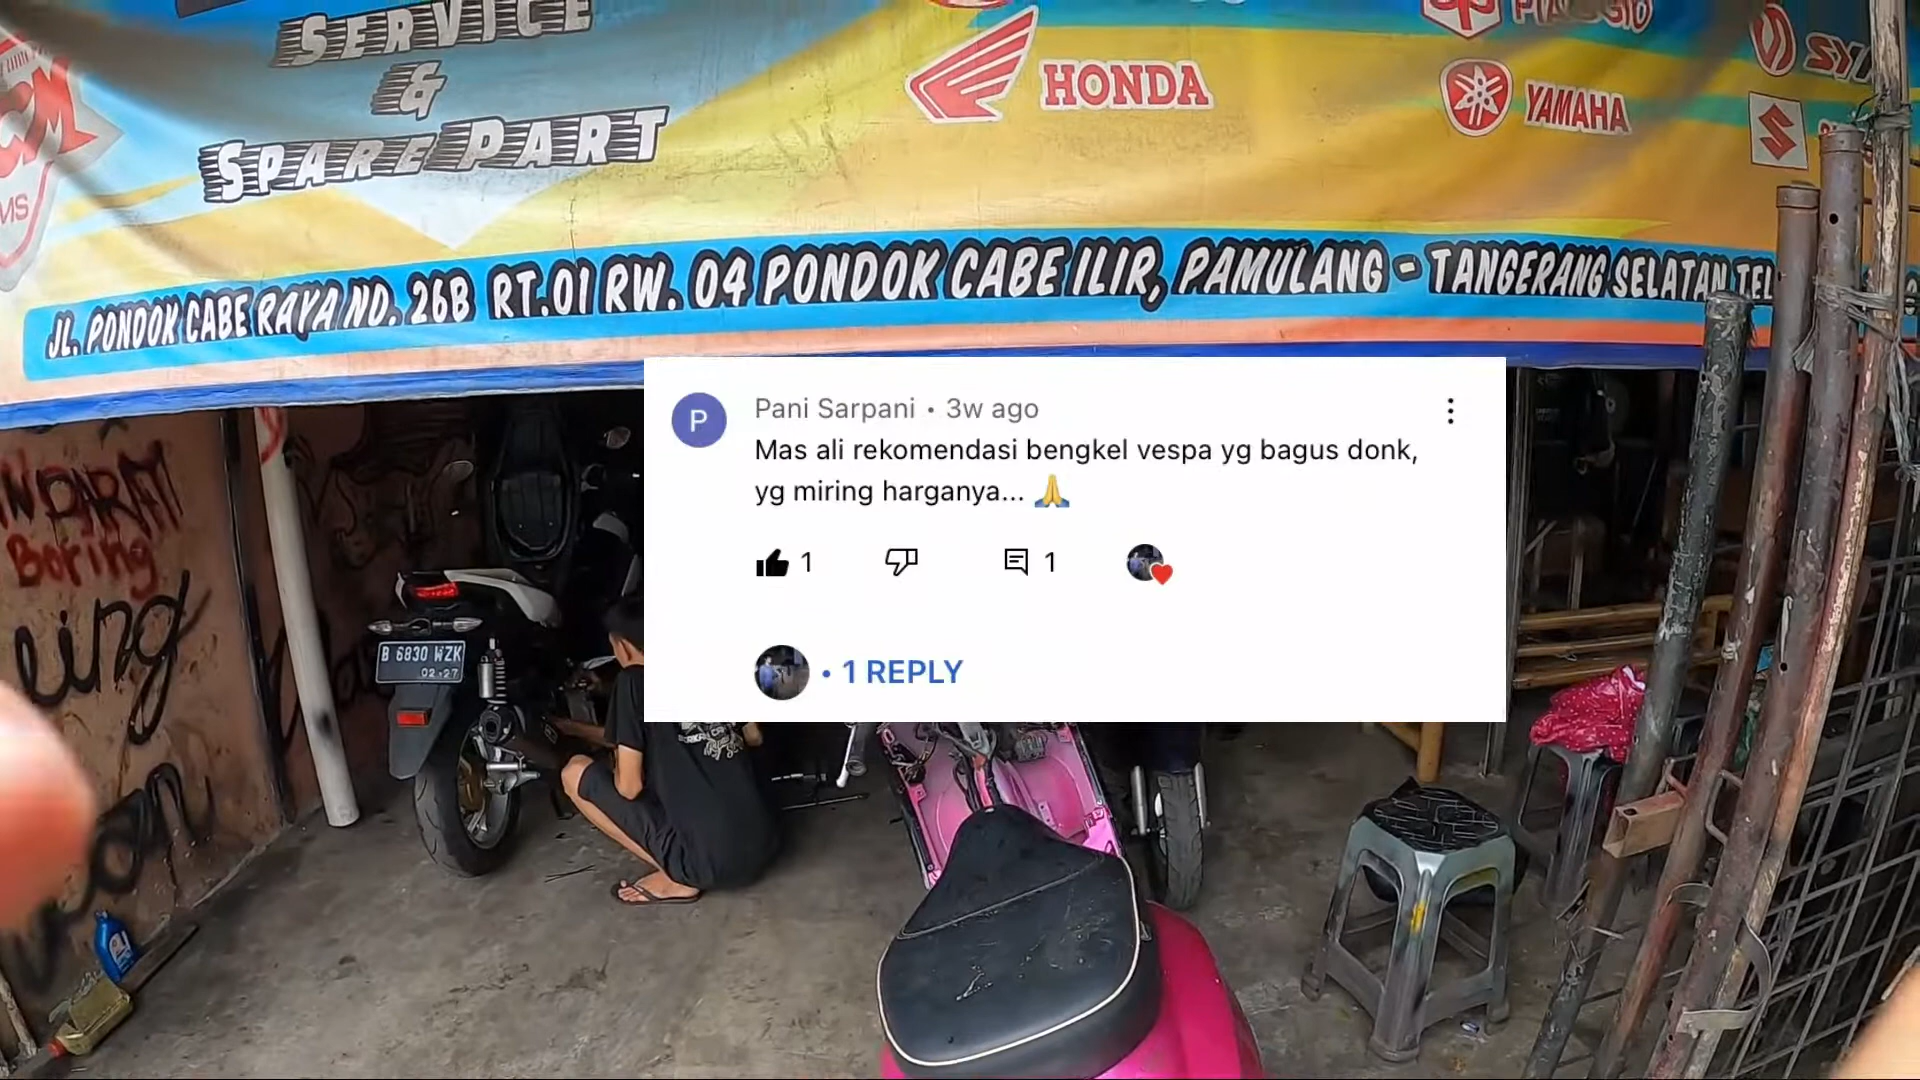 SERVICE
&
SPARE PART
HONDA
PIAGGIO
YAMAHA
JL. PONDOK CABE RAYA NO. 26B RT.01 RW. 04 PONDOK CABE ILIR, PAMULANG - TANGERANG SELATAN TEL
P
Pani Sarpani • 3w ago
Mas ali rekomendasi bengkel vespa yg bagus donk,
yg miring harganya... 🙏
1
1
• 1 REPLY
B 6830 WZK
02·27
Boring